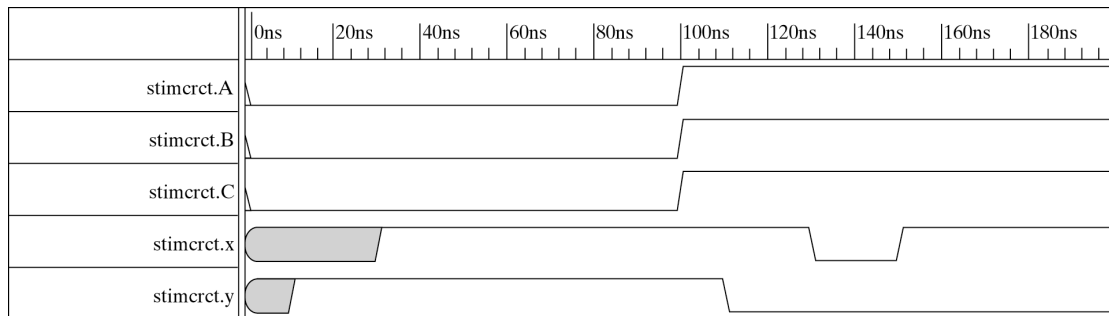 0ns 20ns 40ns 60ns 80ns 100ns 120ns 140ns 160ns 180ns
stimcrct.A
stimcrct.B
stimcrct.C
stimcrct.x
stimcrct.y